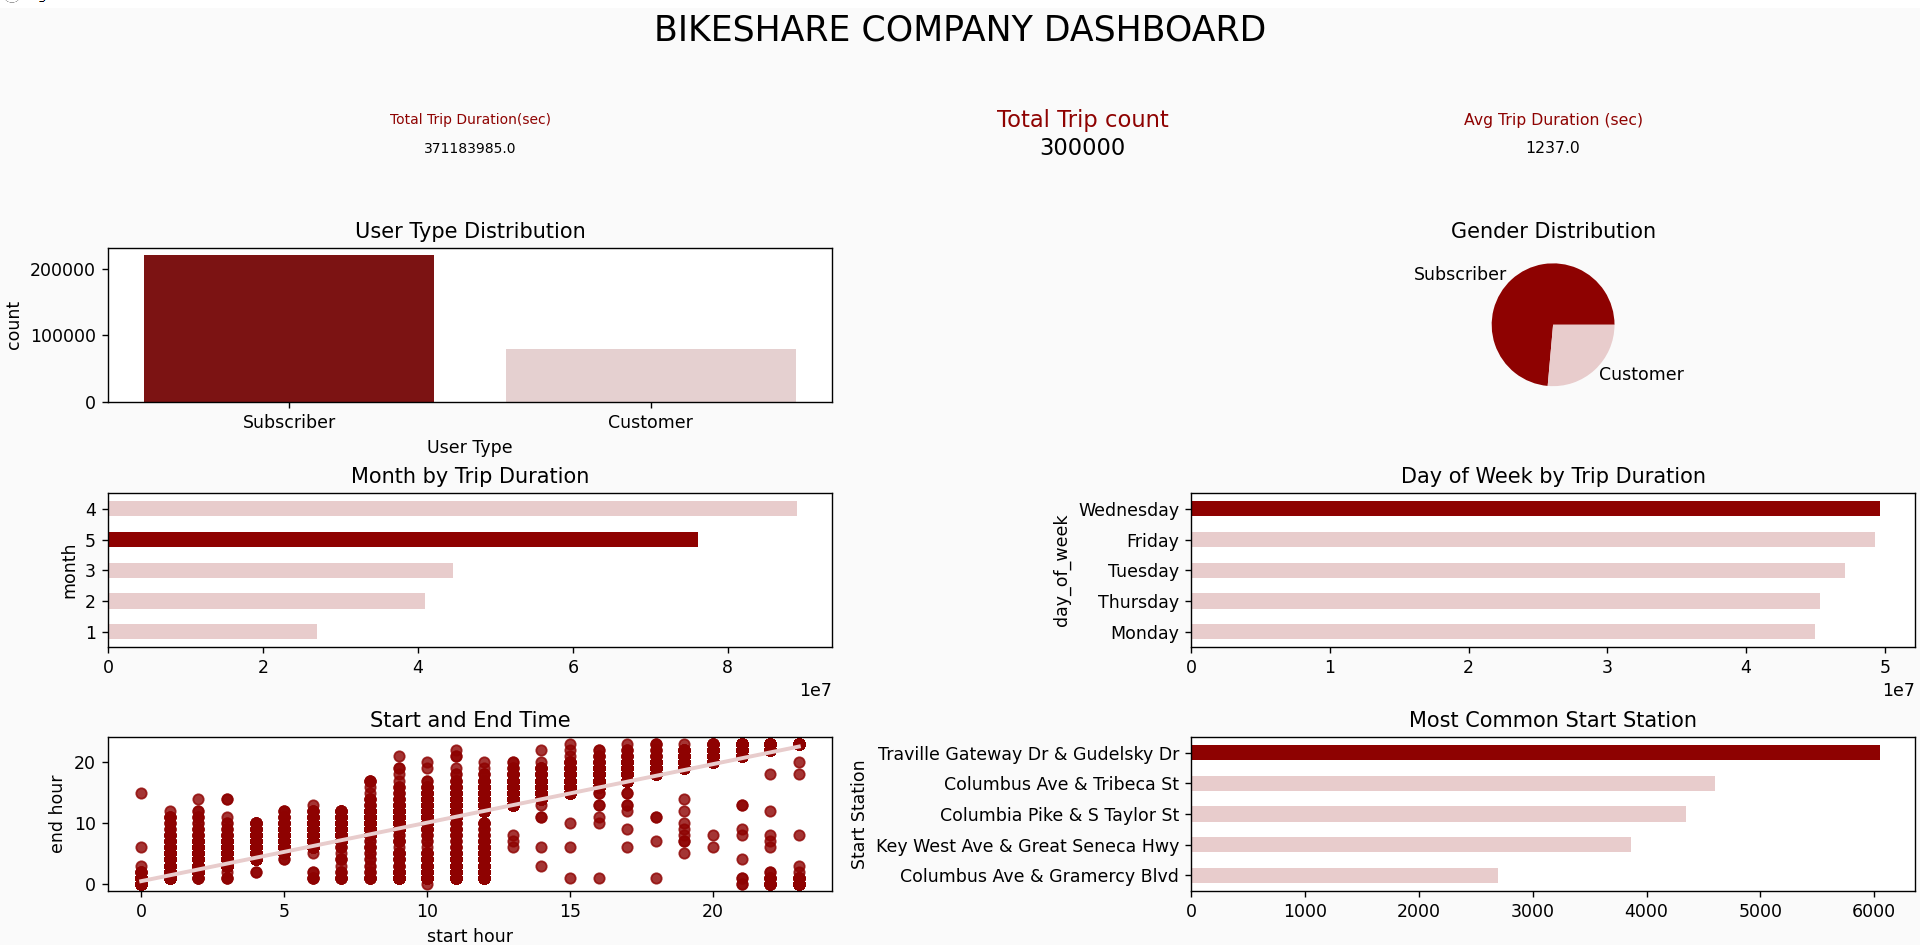 BIKESHARE COMPANY DASHBOARD
Total Trip Duration(sec)
371183985.0
Total Trip count
300000
Avg Trip Duration (sec)
1237.0
User Type Distribution
200000
100000
0
count
Subscriber
Customer
User Type
Gender Distribution
Subscriber
Customer
Month by Trip Duration
4
5
3
2
1
month
0
2
4
6
8
1e7
Day of Week by Trip Duration
Wednesday
Friday
Tuesday
Thursday
Monday
day_of_week
0
1
2
3
4
5
1e7
Start and End Time
20
10
0
end hour
0
5
10
15
20
start hour
Most Common Start Station
Traville Gateway Dr & Gudelsky Dr
Columbus Ave & Tribeca St
Columbia Pike & S Taylor St
Key West Ave & Great Seneca Hwy
Columbus Ave & Gramercy Blvd
Start Station
0
1000
2000
3000
4000
5000
6000